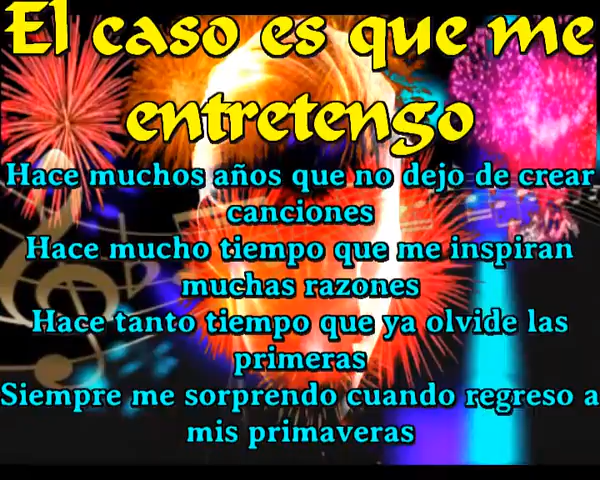 El caso es que me
entretengo
Hace muchos años que no dejo de crear
canciones
Hace mucho tiempo que me inspiran
muchas razones
Hace tanto tiempo que ya olvide las
primeras
Siempre me sorprendo cuando regreso a
mis primaveras